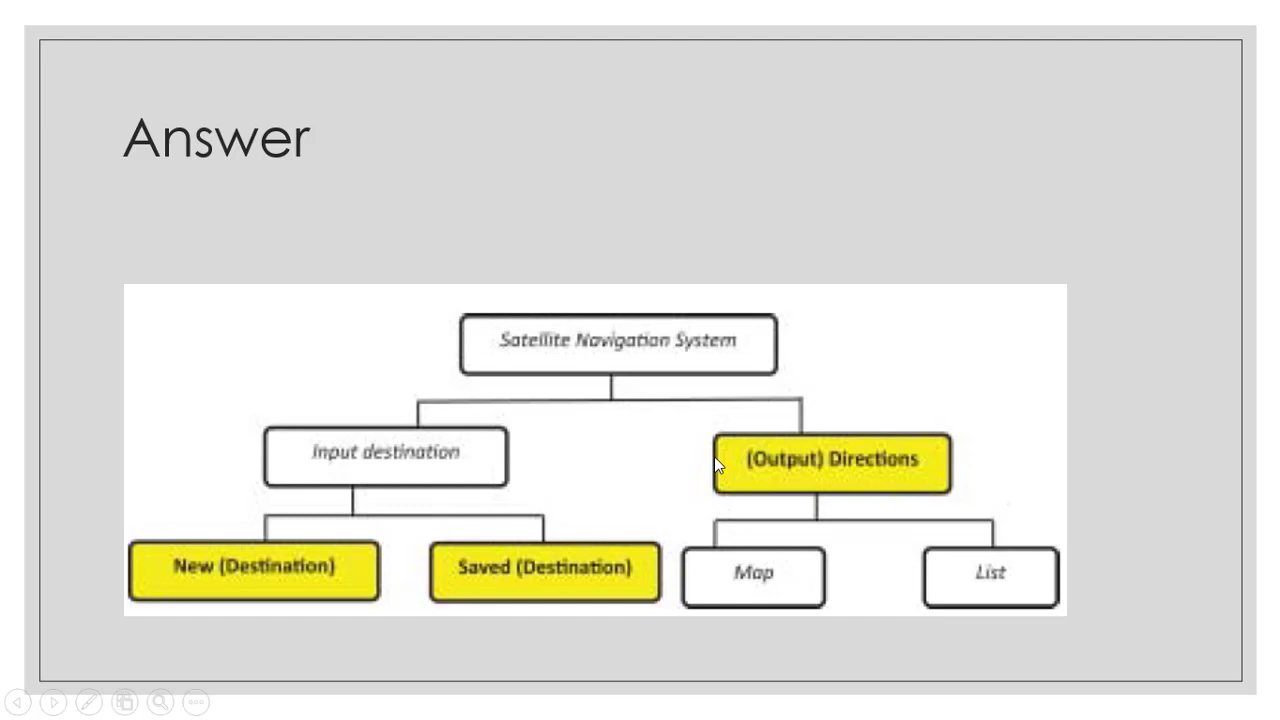 Answer
Satellite Navigation System
Input destination
(Output) Directions
New (Destination)
Saved (Destination)
Map
List